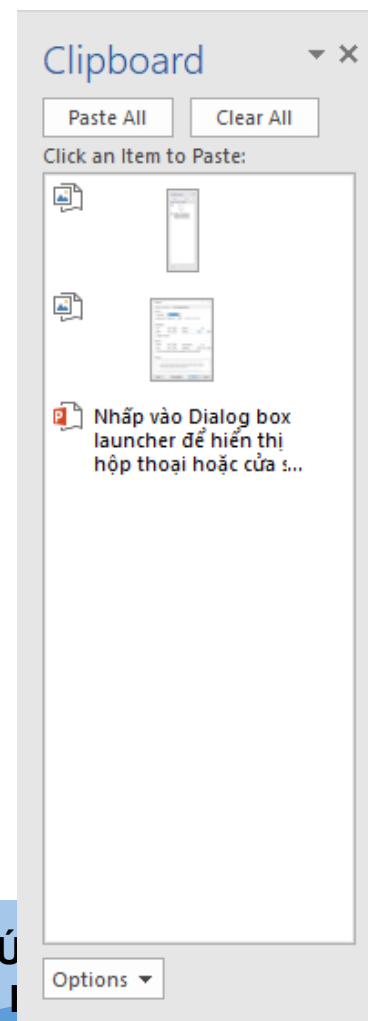 Clipboard
Paste All
Clear All
Click an Item to Paste:
Nhấp vào Dialog box
launcher để hiển thị
hộp thoại hoặc cửa s...
Options